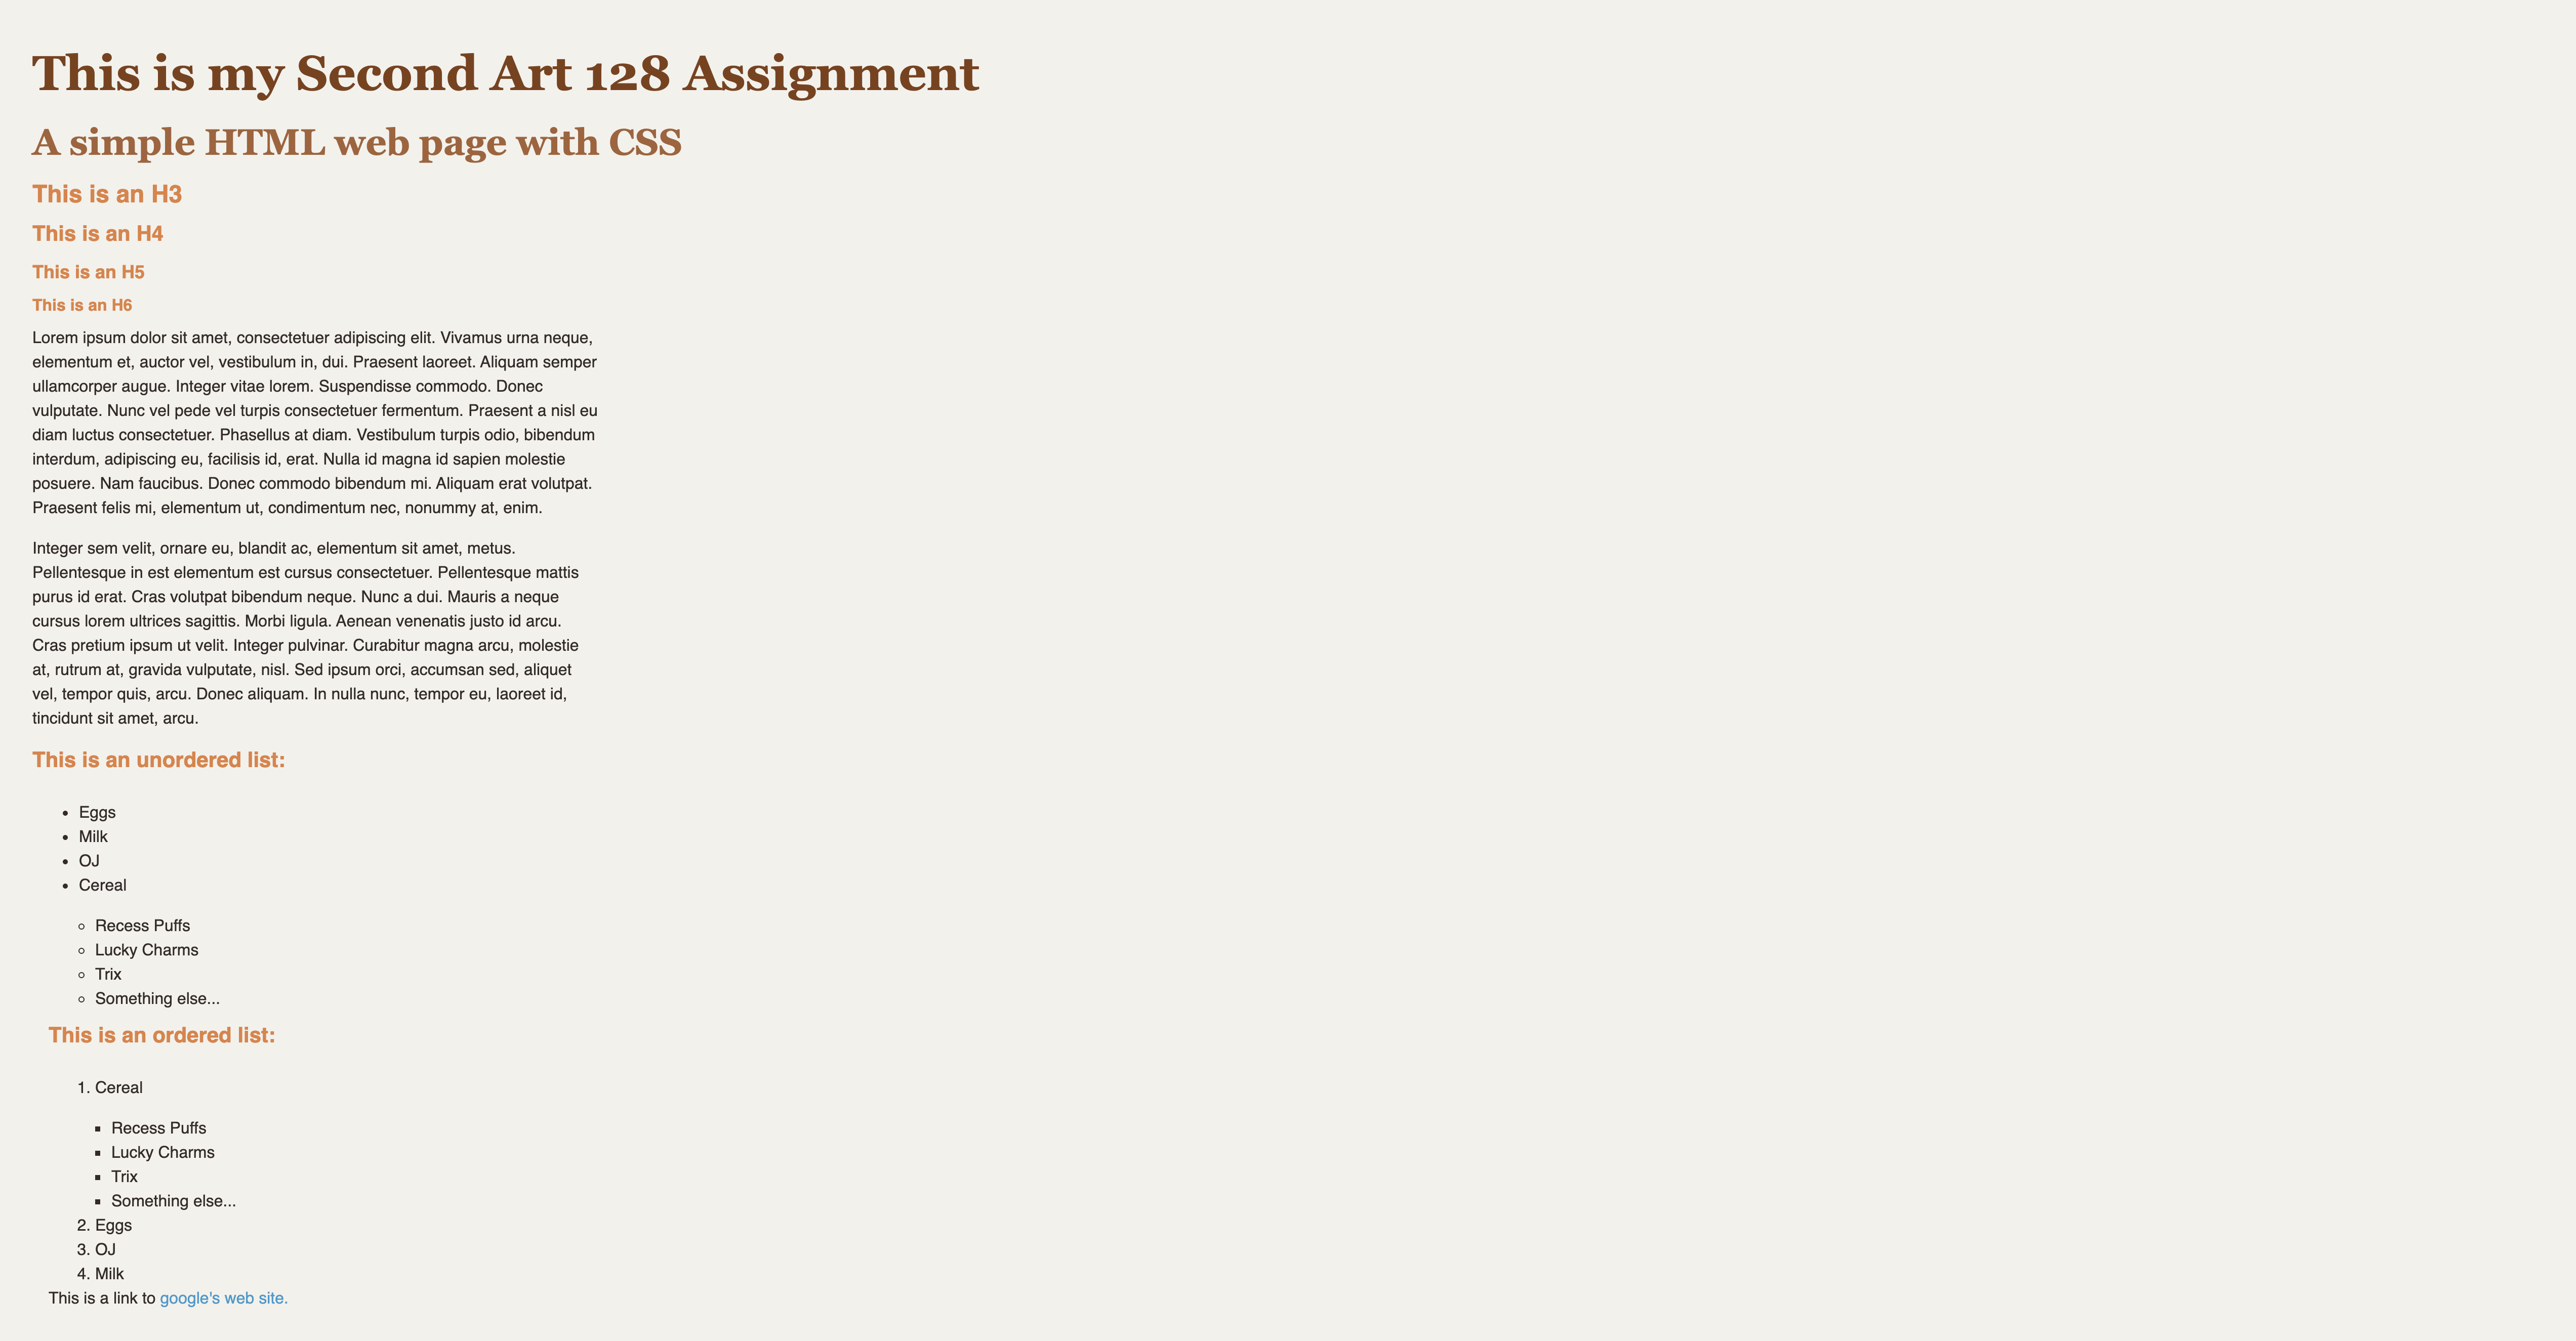 This is my Second Art 128 Assignment
A simple HTML web page with CSS
This is an H3
This is an H4
This is an H5
This is an H6
Lorem ipsum dolor sit amet, consectetuer adipiscing elit. Vivamus urna neque,
elementum et, auctor vel, vestibulum in, dui. Praesent laoreet. Aliquam semper
ullamcorper augue. Integer vitae lorem. Suspendisse commodo. Donec
vulputate. Nunc vel pede vel turpis consectetuer fermentum. Praesent a nisl eu
diam luctus consectetuer. Phasellus at diam. Vestibulum turpis odio, bibendum
interdum, adipiscing eu, facilisis id, erat. Nulla id magna id sapien molestie
posuere. Nam faucibus. Donec commodo bibendum mi. Aliquam erat volutpat.
Praesent felis mi, elementum ut, condimentum nec, nonummy at, enim.
Integer sem velit, ornare eu, blandit ac, elementum sit amet, metus.
Pellentesque in est elementum est cursus consectetuer. Pellentesque mattis
purus id erat. Cras volutpat bibendum neque. Nunc a dui. Mauris a neque
cursus lorem ultrices sagittis. Morbi ligula. Aenean venenatis justo id arcu.
Cras pretium ipsum ut velit. Integer pulvinar. Curabitur magna arcu, molestie
at, rutrum at, gravida vulputate, nisl. Sed ipsum orci, accumsan sed, aliquet
vel, tempor quis, arcu. Donec aliquam. In nulla nunc, tempor eu, laoreet id,
tincidunt sit amet, arcu.
This is an unordered list:
• Eggs
• Milk
• OJ
• Cereal
◦ Recess Puffs
◦ Lucky Charms
◦ Trix
◦ Something else...
This is an ordered list:
1. Cereal
▪ Recess Puffs
▪ Lucky Charms
▪ Trix
▪ Something else...
2. Eggs
3. OJ
4. Milk
This is a link to google's web site.